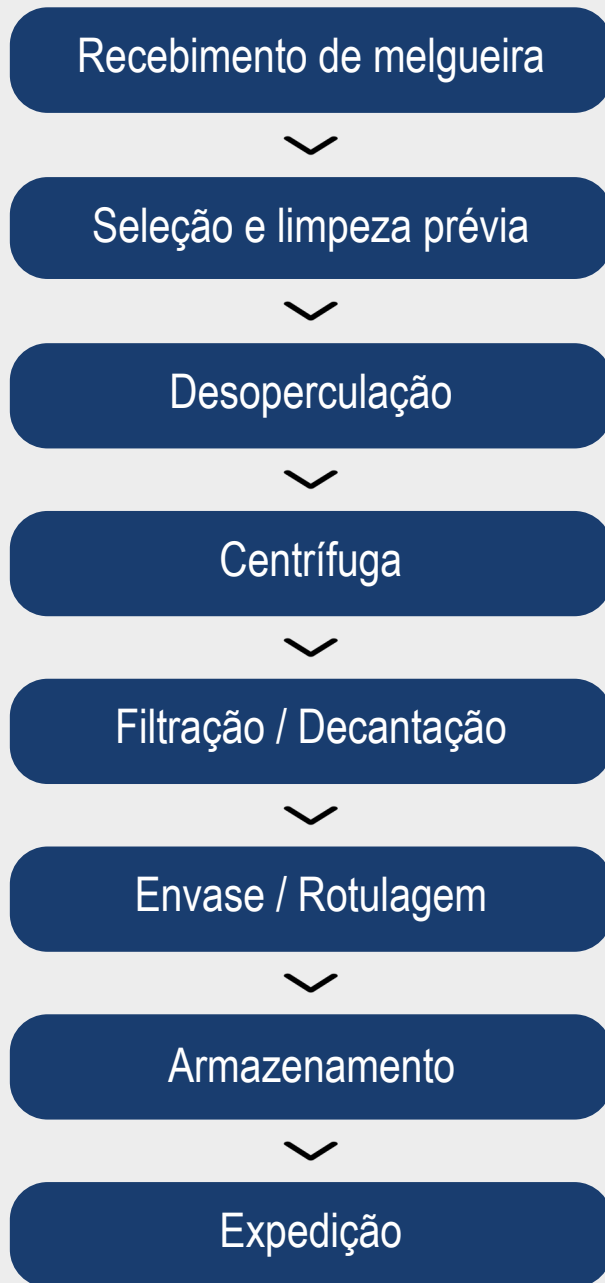 Recebimento de melgueira
Seleção e limpeza prévia
Desoperculação
Centrífuga
Filtração / Decantação
Envase / Rotulagem
Armazenamento
Expedição